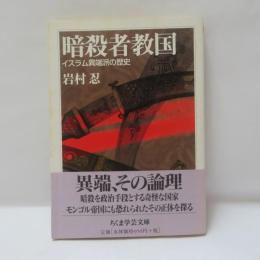 暗殺者教国
イスラム異端派の歴史
岩村 忍
異端、その論理
暗殺を政治手段とする奇怪な国家
モンゴル帝国にも恐れられたその正体を探る
ちくま学芸文庫